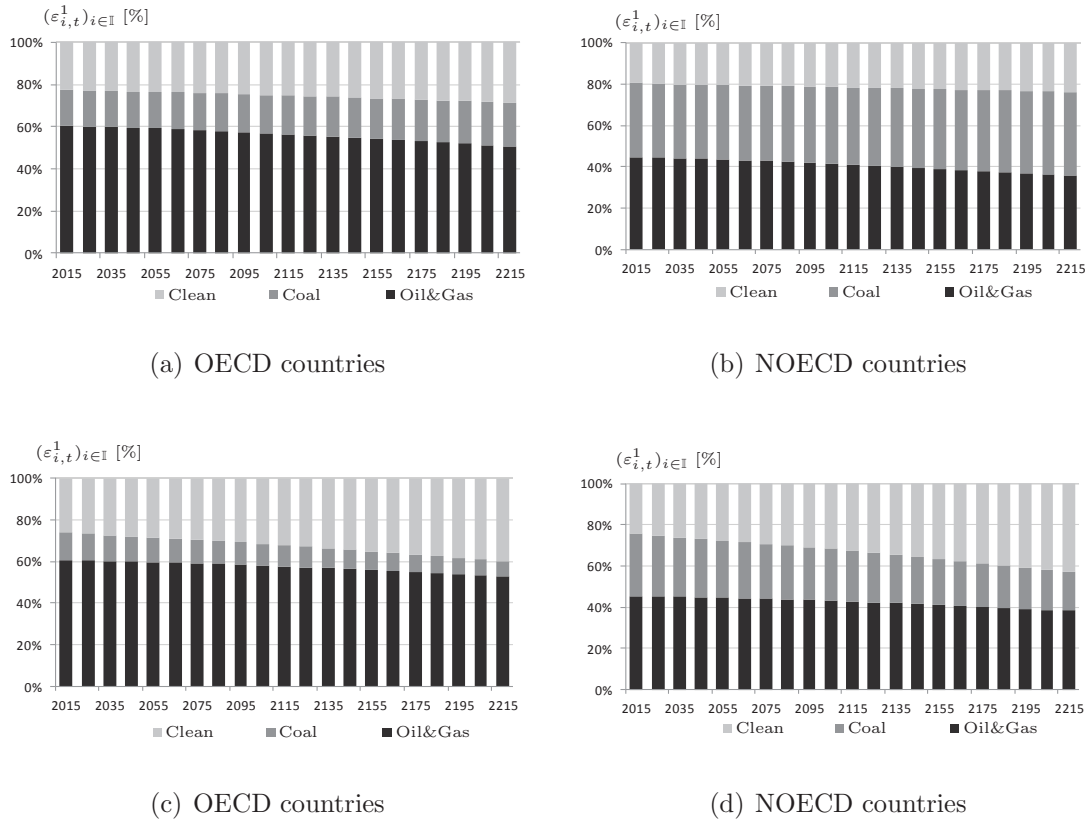 (ε¹ᵢ,ₜ)ᵢ∈𝕀 [%]
100%
80%
60%
40%
20%
0%
2015 2035 2055 2075 2095 2115 2135 2155 2175 2195 2215
Clean Coal Oil&Gas
(a) OECD countries
(ε¹ᵢ,ₜ)ᵢ∈𝕀 [%]
100%
80%
60%
40%
20%
0%
2015 2035 2055 2075 2095 2115 2135 2155 2175 2195 2215
Clean Coal Oil&Gas
(b) NOECD countries
(ε¹ᵢ,ₜ)ᵢ∈𝕀 [%]
100%
80%
60%
40%
20%
0%
2015 2035 2055 2075 2095 2115 2135 2155 2175 2195 2215
Clean Coal Oil&Gas
(c) OECD countries
(ε¹ᵢ,ₜ)ᵢ∈𝕀 [%]
100%
80%
60%
40%
20%
0%
2015 2035 2055 2075 2095 2115 2135 2155 2175 2195 2215
Clean Coal Oil&Gas
(d) NOECD countries